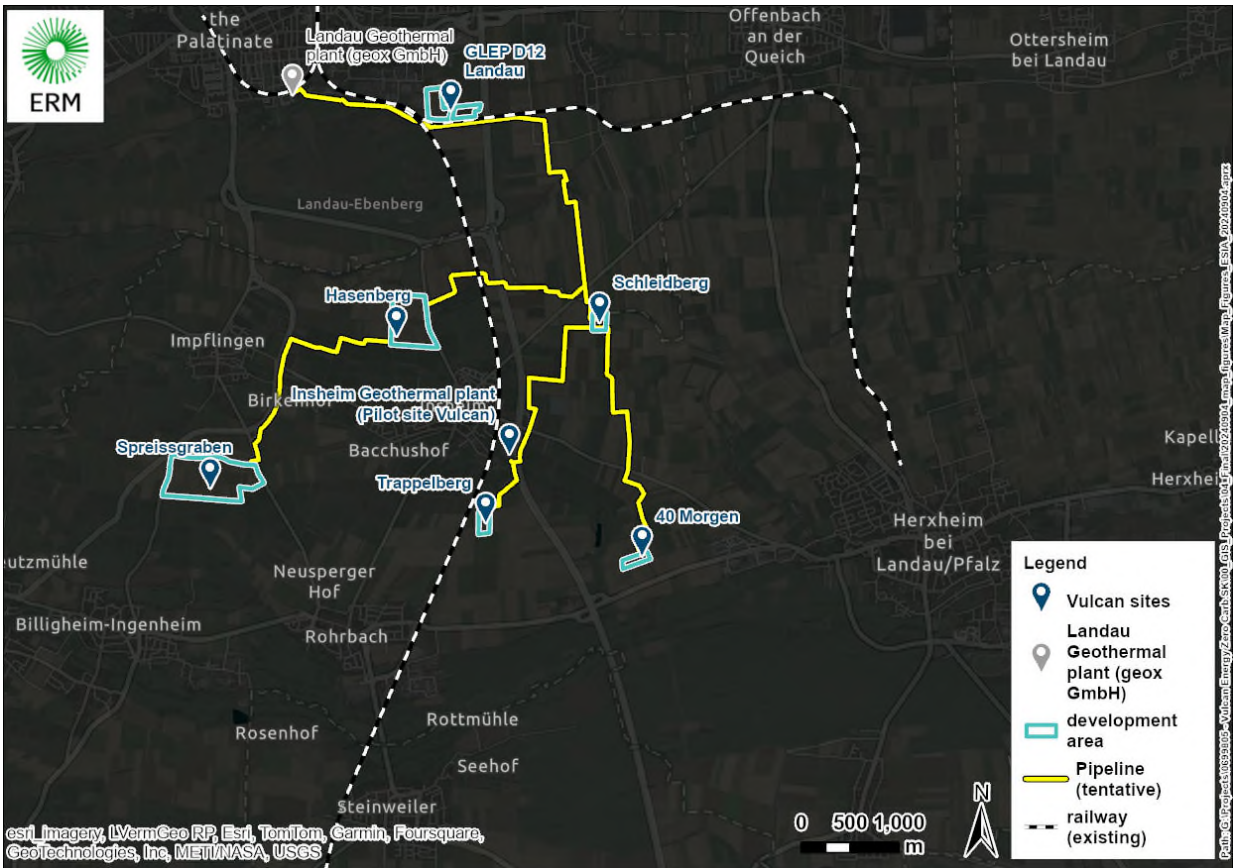 ERM
the
Palatinate
Landau Geothermal
plant (geox GmbH)
GLEP D12
Landau
Offenbach
an der
Queich
Ottersheim
bei Landau
Landau-Ebenberg
Schleidberg
Hasenberg
Impflingen
Birkenhof
Insheim Geothermal plant
(Pilot site Vulcan)
Bacchushof
Spreissgraben
Trappelberg
40 Morgen
Kapell
Herxhei
Herxheim
bei
Landau/Pfalz
eutzmühle
Neusperger
Hof
Billigheim-Ingenheim
Rohrbach
Rottmühle
Rosenhof
Seehof
Steinweiler
Legend
Vulcan sites
Landau
Geothermal
plant (geox
GmbH)
development
area
Pipeline
(tentative)
railway
(existing)
N
0 500 1,000
m
esri_imagery, LVermGeo RP, Esri, TomTom, Garmin, Foursquare,
GeoTechnologies, Inc, METI/NASA, USGS